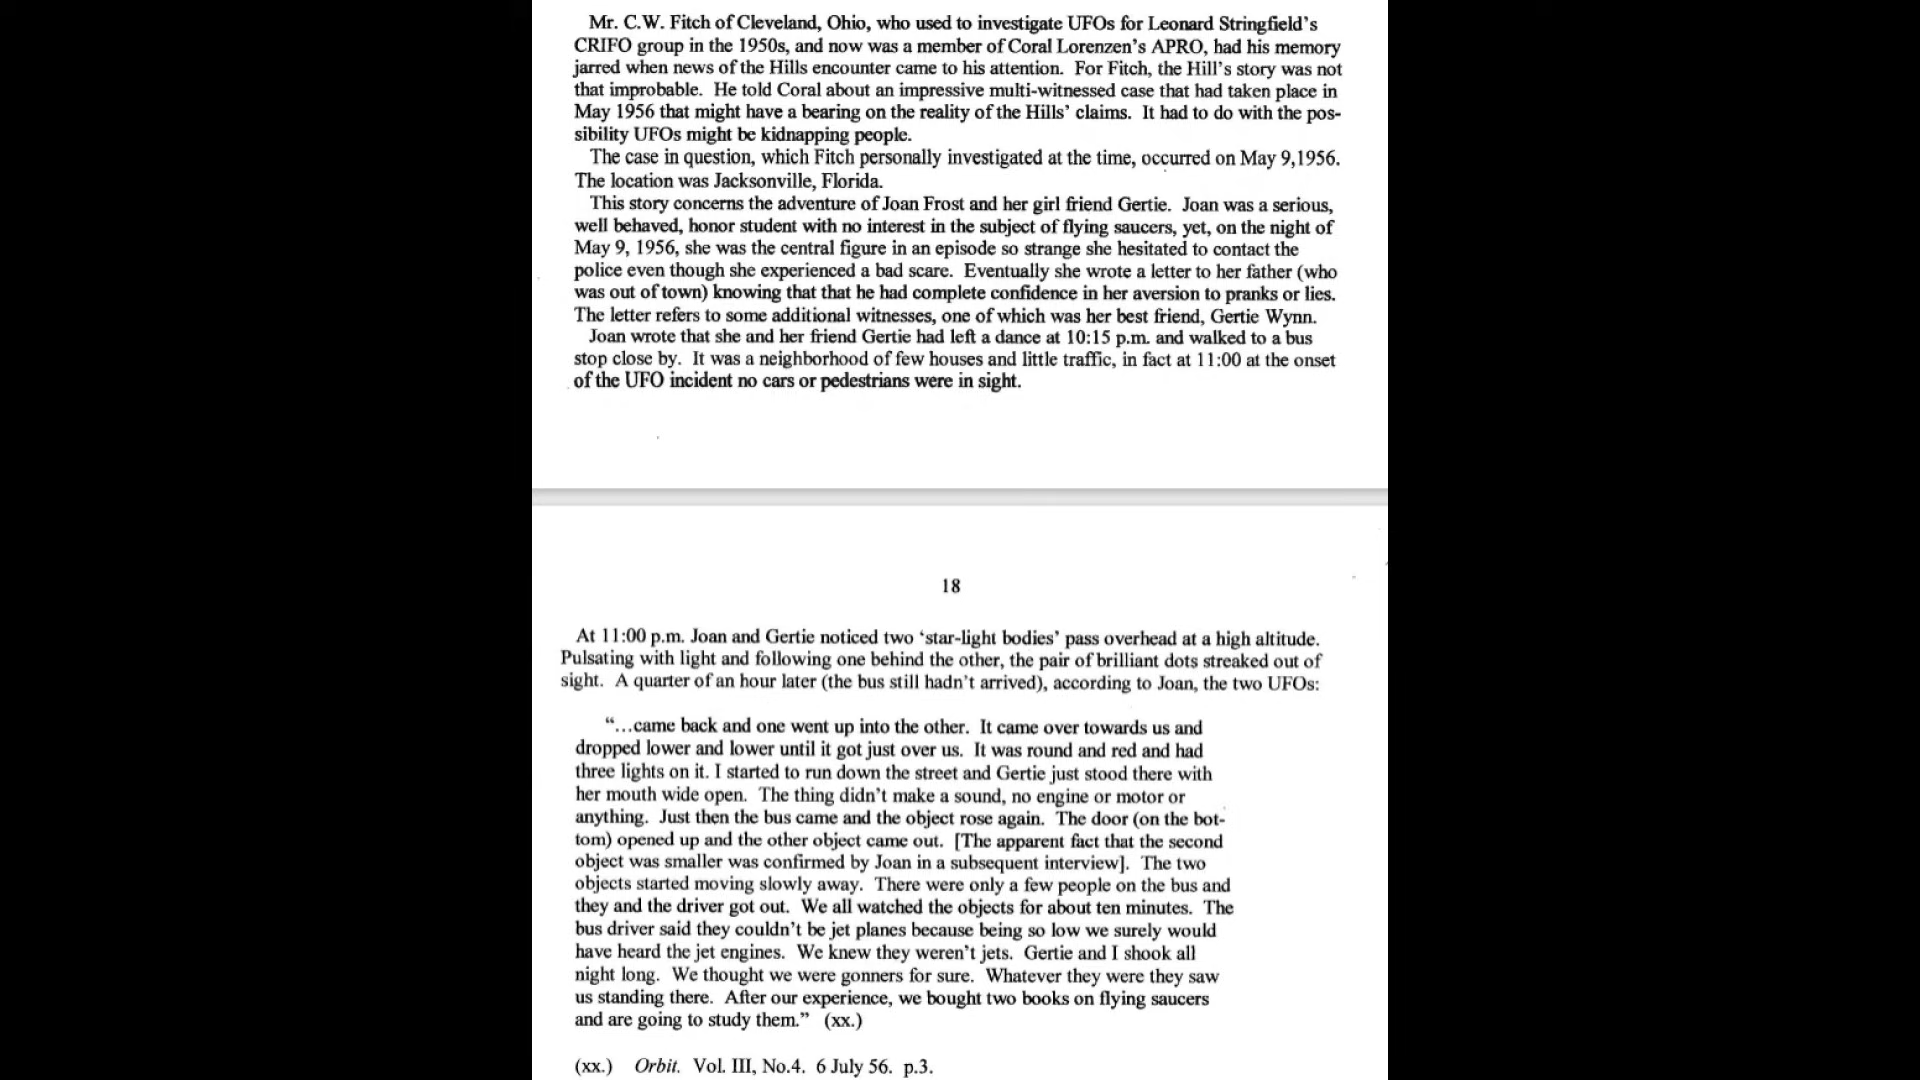 Mr. C.W. Fitch of Cleveland, Ohio, who used to investigate UFOs for Leonard Stringfield's
CRIFO group in the 1950s, and now was a member of Coral Lorenzen's APRO, had his memory
jarred when news of the Hills encounter came to his attention. For Fitch, the Hill's story was not
that improbable. He told Coral about an impressive multi-witnessed case that had taken place in
May 1956 that might have a bearing on the reality of the Hills' claims. It had to do with the pos-
sibility UFOs might be kidnapping people.
The case in question, which Fitch personally investigated at the time, occurred on May 9,1956.
The location was Jacksonville, Florida.
This story concerns the adventure of Joan Frost and her girl friend Gertie. Joan was a serious,
well behaved, honor student with no interest in the subject of flying saucers, yet, on the night of
May 9, 1956, she was the central figure in an episode so strange she hesitated to contact the
police even though she experienced a bad scare. Eventually she wrote a letter to her father (who
was out of town) knowing that that he had complete confidence in her aversion to pranks or lies.
The letter refers to some additional witnesses, one of which was her best friend, Gertie Wynn.
Joan wrote that she and her friend Gertie had left a dance at 10:15 p.m. and walked to a bus
stop close by. It was a neighborhood of few houses and little traffic, in fact at 11:00 at the onset
of the UFO incident no cars or pedestrians were in sight.
18
At 11:00 p.m. Joan and Gertie noticed two 'star-light bodies' pass overhead at a high altitude.
Pulsating with light and following one behind the other, the pair of brilliant dots streaked out of
sight. A quarter of an hour later (the bus still hadn't arrived), according to Joan, the two UFOs:
"...came back and one went up into the other. It came over towards us and
dropped lower and lower until it got just over us. It was round and red and had
three lights on it. I started to run down the street and Gertie just stood there with
her mouth wide open. The thing didn't make a sound, no engine or motor or
anything. Just then the bus came and the object rose again. The door (on the bot-
tom) opened up and the other object came out. [The apparent fact that the second
object was smaller was confirmed by Joan in a subsequent interview]. The two
objects started moving slowly away. There were only a few people on the bus and
they and the driver got out. We all watched the objects for about ten minutes. The
bus driver said they couldn't be jet planes because being so low we surely would
have heard the jet engines. We knew they weren't jets. Gertie and I shook all
night long. We thought we were gonners for sure. Whatever they were they saw
us standing there. After our experience, we bought two books on flying saucers
and are going to study them." (xx.)
(xx.) Orbit. Vol. III, No.4. 6 July 56. p.3.